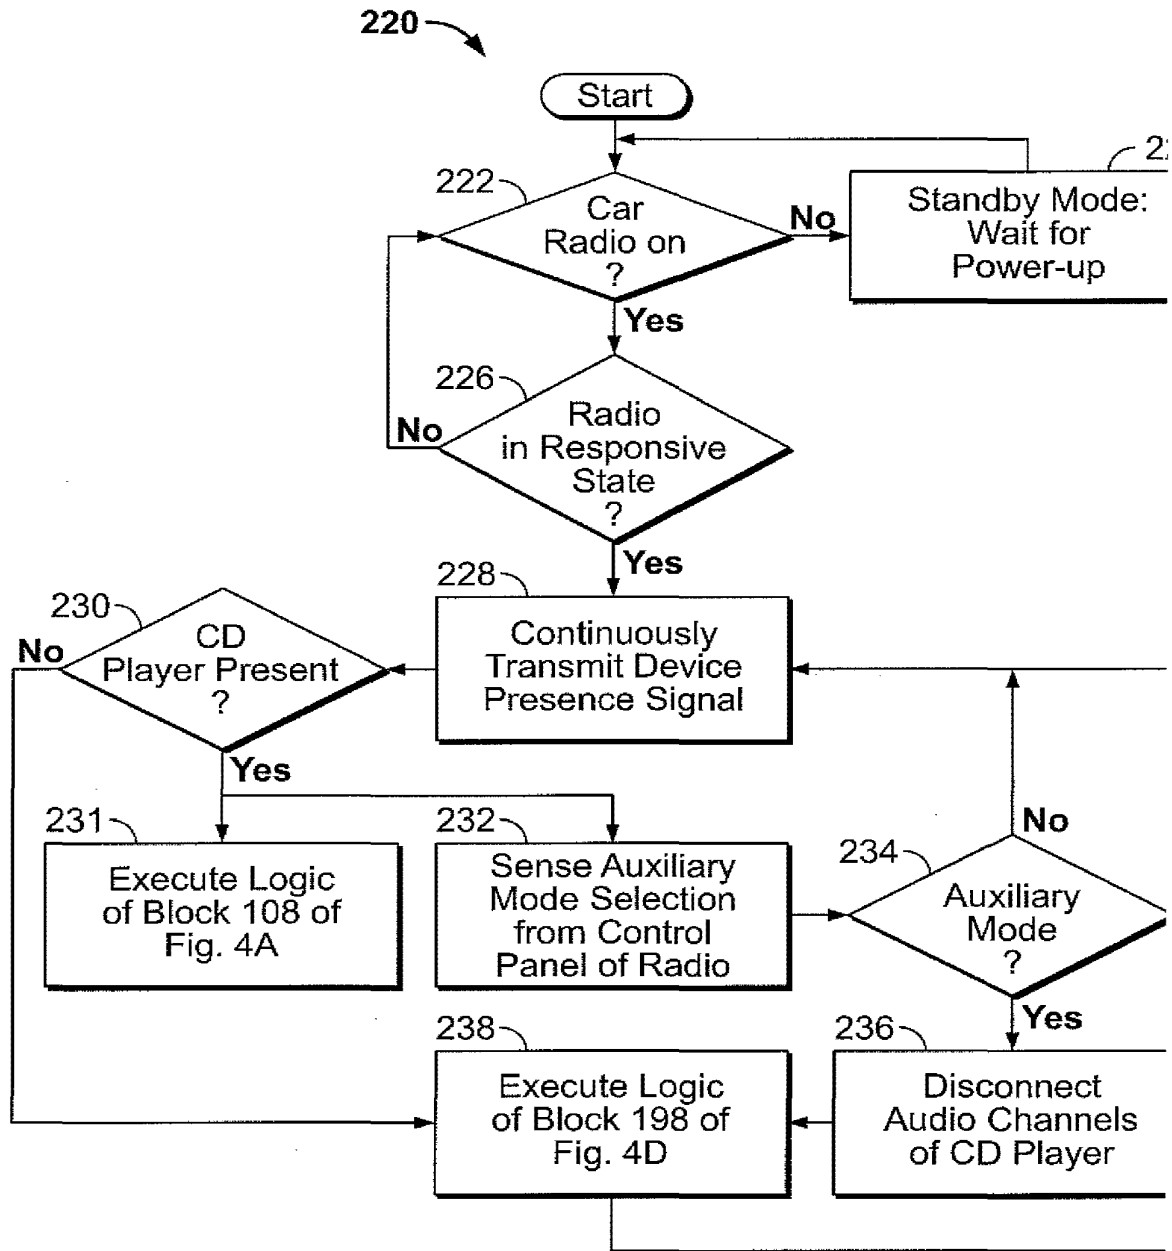 220
Start
222
Car
Radio on
?
No
Standby Mode:
Wait for
Power-up
Yes
226
Radio
in Responsive
State
?
No
Yes
228
Continuously
Transmit Device
Presence Signal
230
CD
Player Present
?
No
Yes
231
Execute Logic
of Block 108 of
Fig. 4A
232
Sense Auxiliary
Mode Selection
from Control
Panel of Radio
234
Auxiliary
Mode
?
No
Yes
236
Disconnect
Audio Channels
of CD Player
238
Execute Logic
of Block 198 of
Fig. 4D